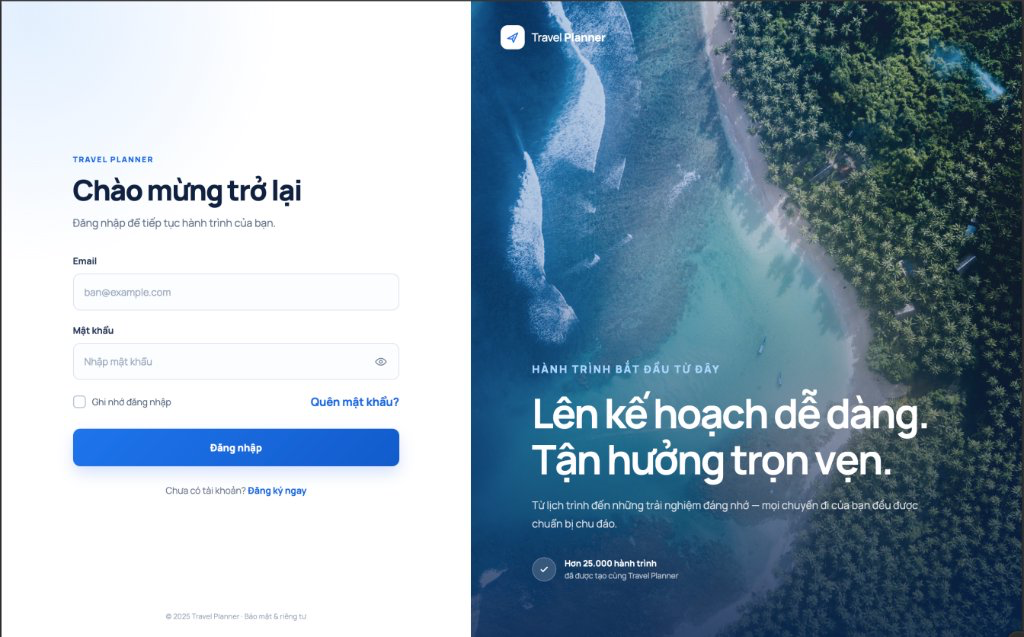 TRAVEL PLANNER
Chào mừng trở lại
Đăng nhập để tiếp tục hành trình của bạn.
Email
ban@example.com
Mật khẩu
Nhập mật khẩu
Ghi nhớ đăng nhập
Quên mật khẩu?
Đăng nhập
Chưa có tài khoản? Đăng ký ngay
© 2025 Travel Planner · Bảo mật & riêng tư
Travel Planner
HÀNH TRÌNH BẮT ĐẦU TỪ ĐÂY
Lên kế hoạch dễ dàng.
Tận hưởng trọn vẹn.
Từ lịch trình đến những trải nghiệm đáng nhớ — mọi chuyến đi của bạn đều được
chuẩn bị chu đáo.
Hơn 25.000 hành trình
đã được tạo cùng Travel Planner